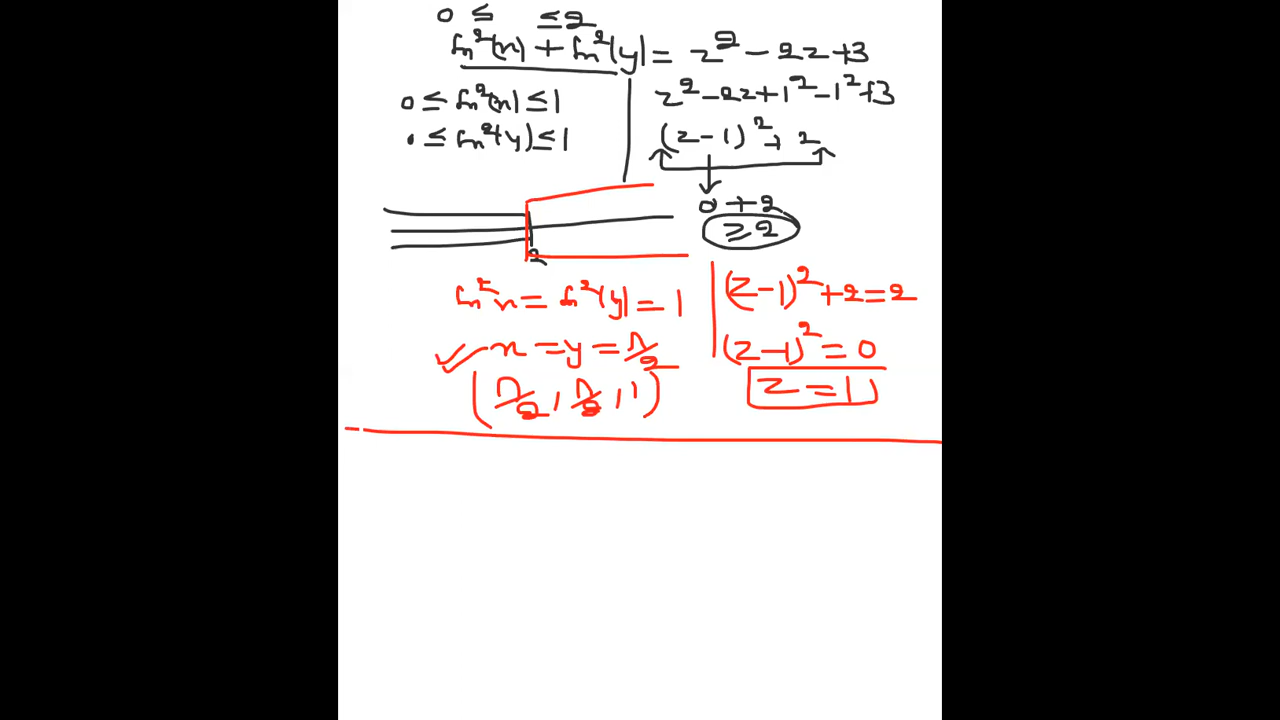 0 ≤ ≤2
sin²(x) + sin²(y) = z² - 2z + 3
0 ≤ sin²(x) ≤ 1
0 ≤ sin²(y) ≤ 1
z² - 2z + 1² - 1² + 3
(z - 1)² + 2
0 + 2
≥ 2
2
sin²x = sin²(y) = 1
x = y = π/2
(π/2, π/2, 1)
(z - 1)² + 2 = 2
(z - 1)² = 0
z = 1